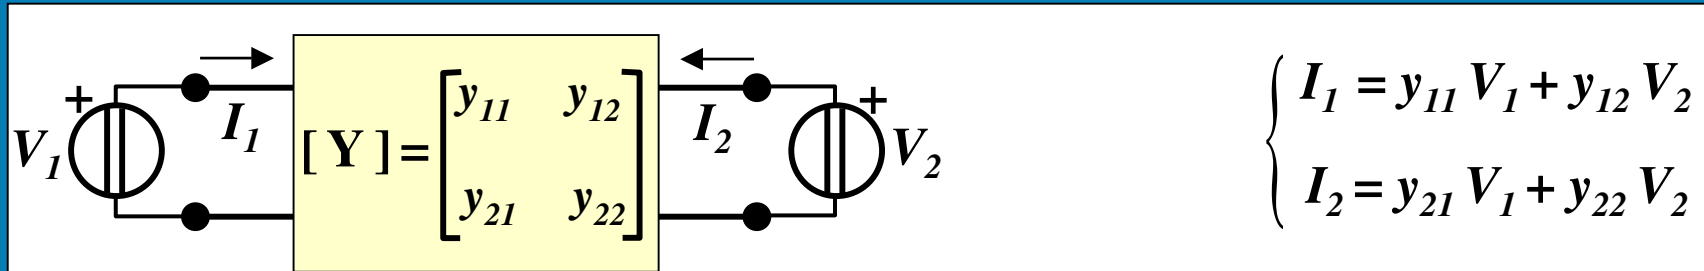 + V1 I1 [ Y ] = [ y11 y12 y21 y22 ] I2 + V2
I1 = y11 V1 + y12 V2
I2 = y21 V1 + y22 V2